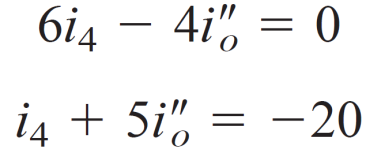 6i₄ − 4i″ₒ = 0
i₄ + 5i″ₒ = −20